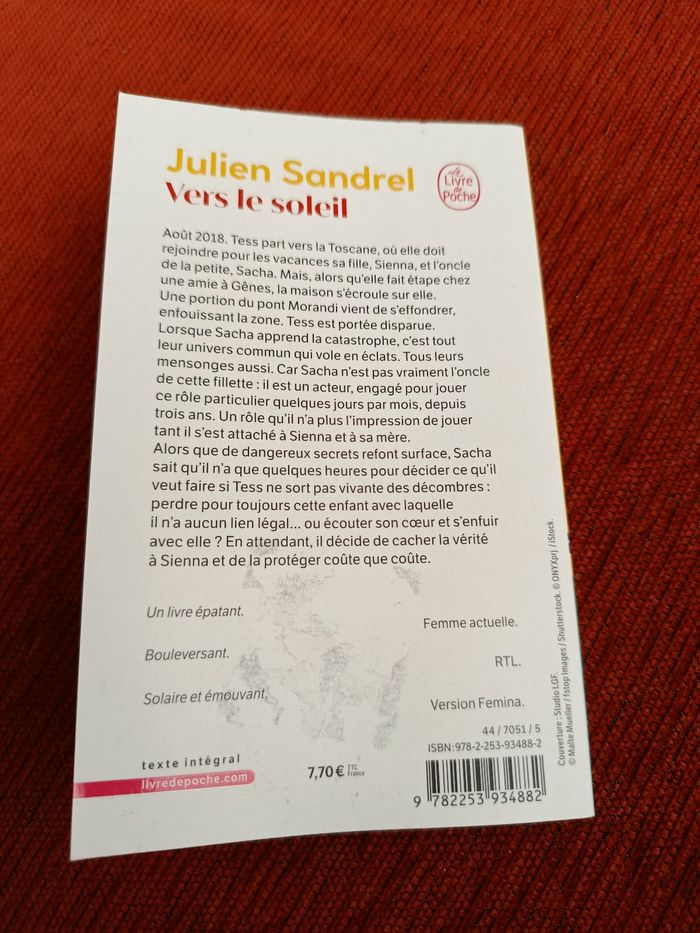 Julien Sandrel
Vers le soleil
Le
Livre
de
Poche
Août 2018. Tess part vers la Toscane, où elle doit
rejoindre pour les vacances sa fille, Sienna, et l'oncle
de la petite, Sacha. Mais, alors qu'elle fait étape chez
une amie à Gênes, la maison s'écroule sur elle.
Une portion du pont Morandi vient de s'effondrer,
enfouissant la zone. Tess est portée disparue.
Lorsque Sacha apprend la catastrophe, c'est tout
leur univers commun qui vole en éclats. Tous leurs
mensonges aussi. Car Sacha n'est pas vraiment l'oncle
de cette fillette : il est un acteur, engagé pour jouer
ce rôle particulier quelques jours par mois, depuis
trois ans. Un rôle qu'il n'a plus l'impression de jouer
tant il s'est attaché à Sienna et à sa mère.
Alors que de dangereux secrets refont surface, Sacha
sait qu'il n'a que quelques heures pour décider ce qu'il
veut faire si Tess ne sort pas vivante des décombres :
perdre pour toujours cette enfant avec laquelle
il n'a aucun lien légal... ou écouter son cœur et s'enfuir
avec elle ? En attendant, il décide de cacher la vérité
à Sienna et de la protéger coûte que coûte.
Un livre épatant.
Femme actuelle.
Bouleversant.
RTL.
Solaire et émouvant.
Version Femina.
Couverture : Studio LGF.
© Malte Mueller / fstop Images / Shutterstock. © ONYXprj / iStock.
texte intégral
livredepoche.com
7,70 € TTC
France
44 / 7051 / 5
ISBN: 978-2-253-93488-2
9 782253 934882